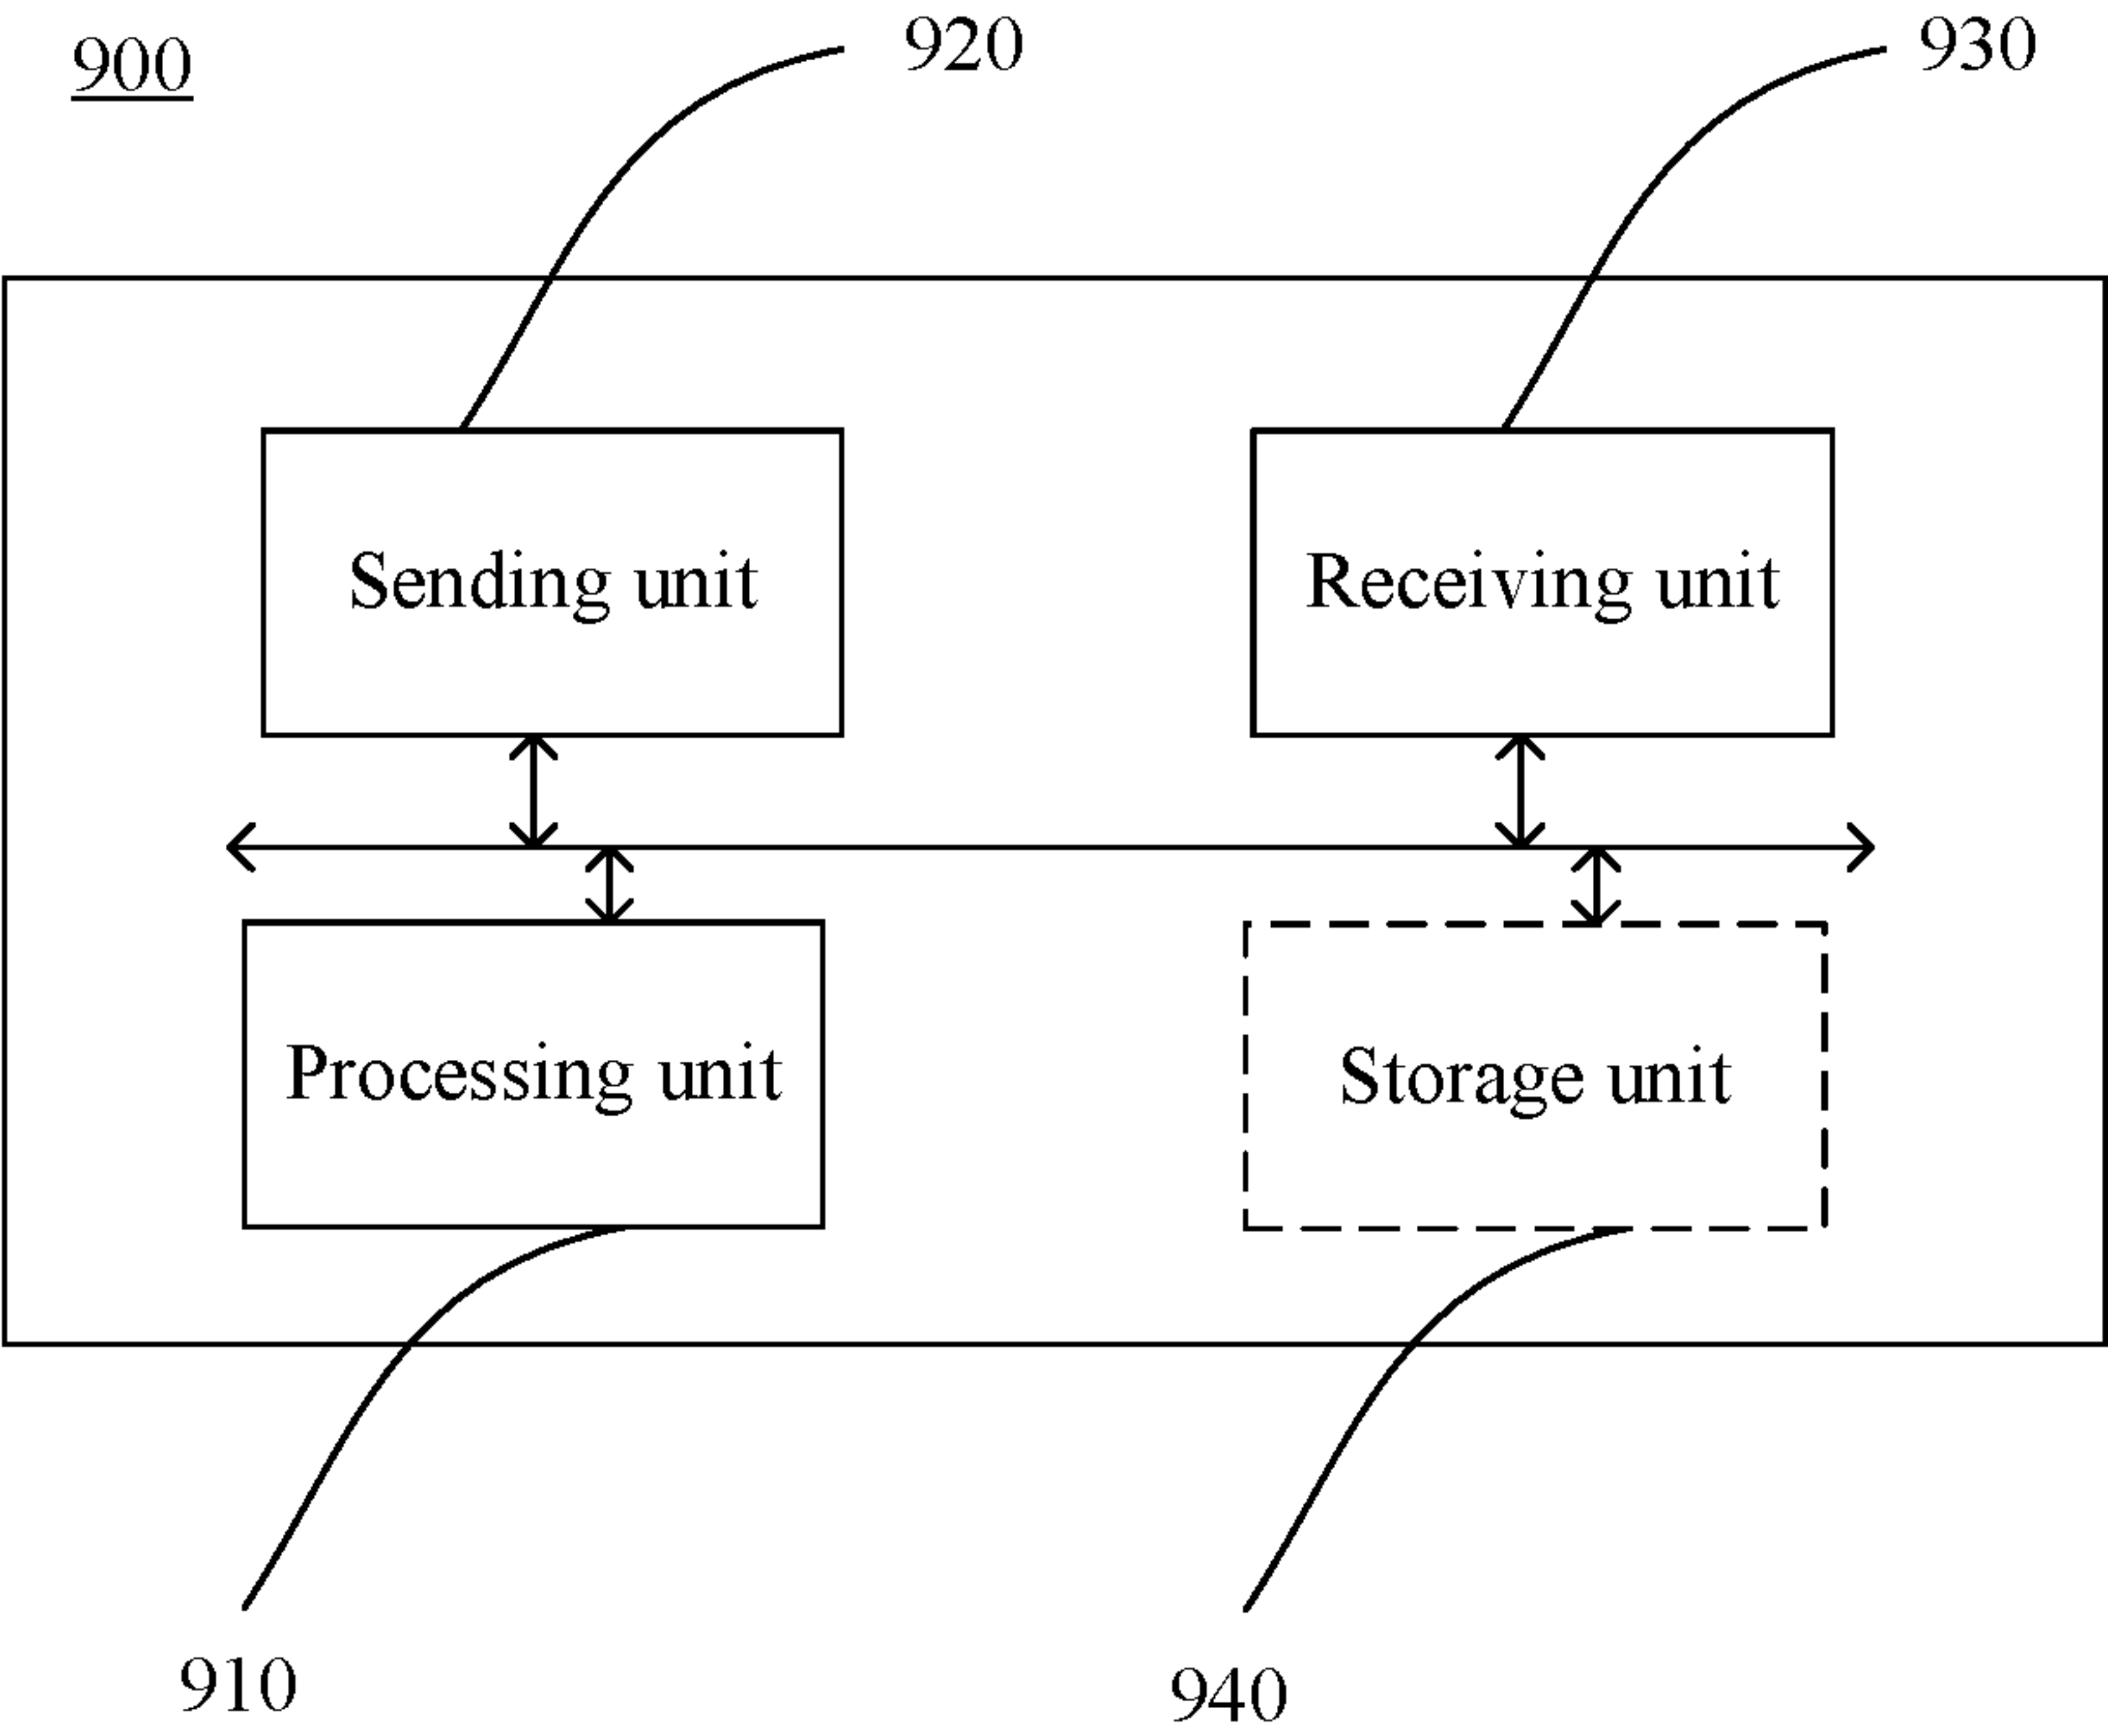 900
920
930
Sending unit
Receiving unit
Processing unit
Storage unit
910
940